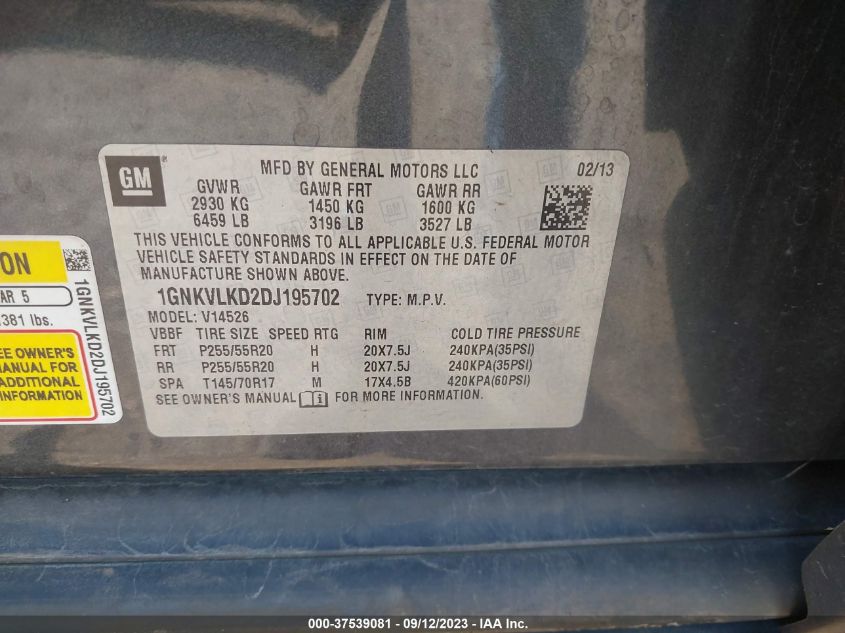 GM
MFD BY GENERAL MOTORS LLC 02/13
GVWR GAWR FRT GAWR RR
2930 KG 1450 KG 1600 KG
6459 LB 3196 LB 3527 LB
THIS VEHICLE CONFORMS TO ALL APPLICABLE U.S. FEDERAL MOTOR
VEHICLE SAFETY STANDARDS IN EFFECT ON THE DATE OF
MANUFACTURE SHOWN ABOVE.
1GNKVLKD2DJ195702 TYPE: M.P.V.
MODEL: V14526
VBBF TIRE SIZE SPEED RTG RIM COLD TIRE PRESSURE
FRT P255/55R20 H 20X7.5J 240KPA(35PSI)
RR P255/55R20 H 20X7.5J 240KPA(35PSI)
SPA T145/70R17 M 17X4.5B 420KPA(60PSI)
SEE OWNER'S MANUAL i FOR MORE INFORMATION.
ON
AR 5
381 lbs.
EE OWNER'S
MANUAL FOR
ADDITIONAL
INFORMATION
1GNKVLKD2DJ195702
000-37539081 - 09/12/2023 - IAA Inc.